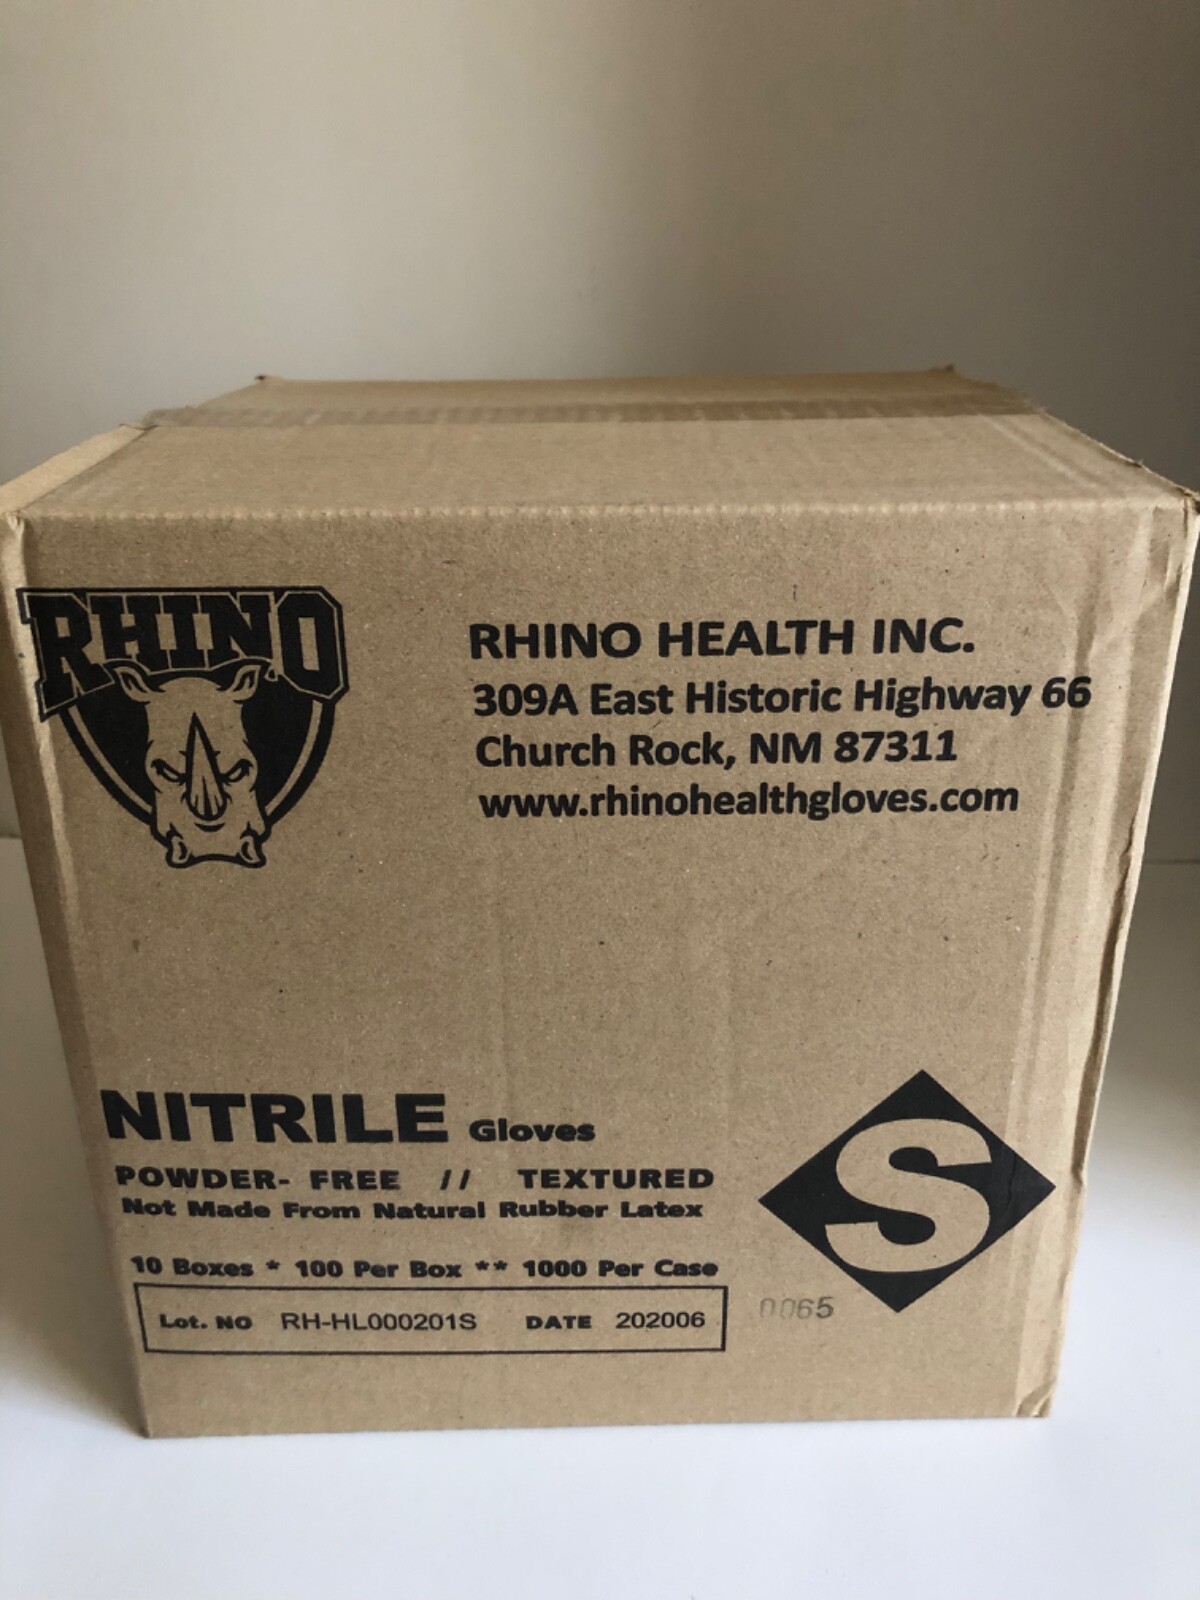 RHINO
RHINO HEALTH INC.
309A East Historic Highway 66
Church Rock, NM 87311
www.rhinohealthgloves.com
NITRILE Gloves
POWDER- FREE // TEXTURED
Not Made From Natural Rubber Latex
10 Boxes * 100 Per Box ** 1000 Per Case
Lot. NO RH-HL000201S DATE 202006
S
0065